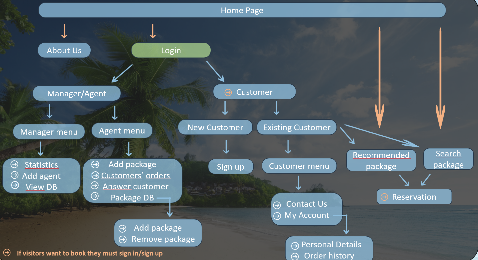 Home Page
About Us
Login
Manager/Agent
Customer
Manager menu
Agent menu
New Customer
Existing Customer
Recommended
package
Search
package
Statistics
Add agent
View DB
Add package
Customers' orders
Answer customer
Package DB
Sign up
Customer menu
Reservation
Contact Us
My Account
Add package
Remove package
Personal Details
Order history
If visitors want to book they must sign in/sign up